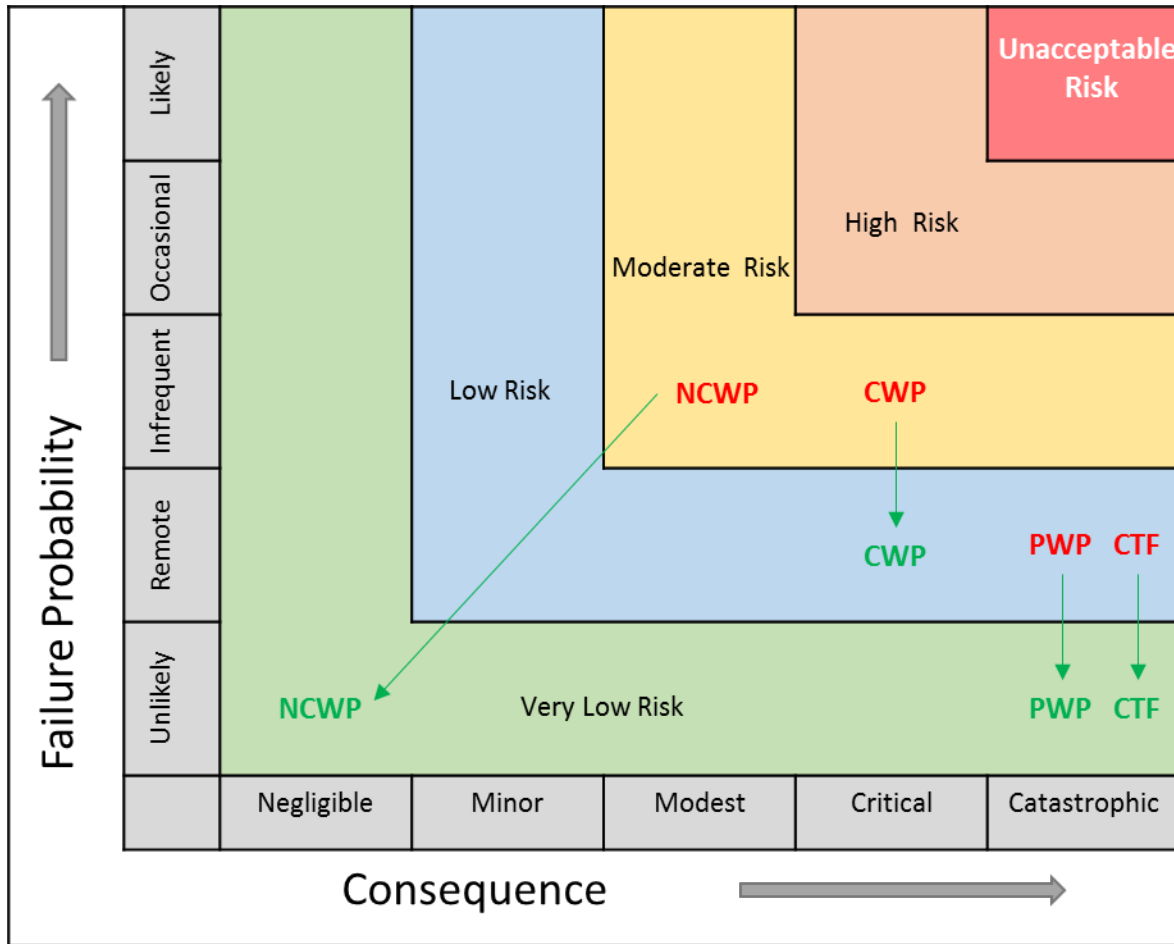 Failure Probability
Likely
Occasional
Infrequent
Remote
Unlikely
Unacceptable
Risk
High Risk
Moderate Risk
Low Risk
NCWP
CWP
CWP
PWP CTF
NCWP
Very Low Risk
PWP CTF
Negligible
Minor
Modest
Critical
Catastrophic
Consequence